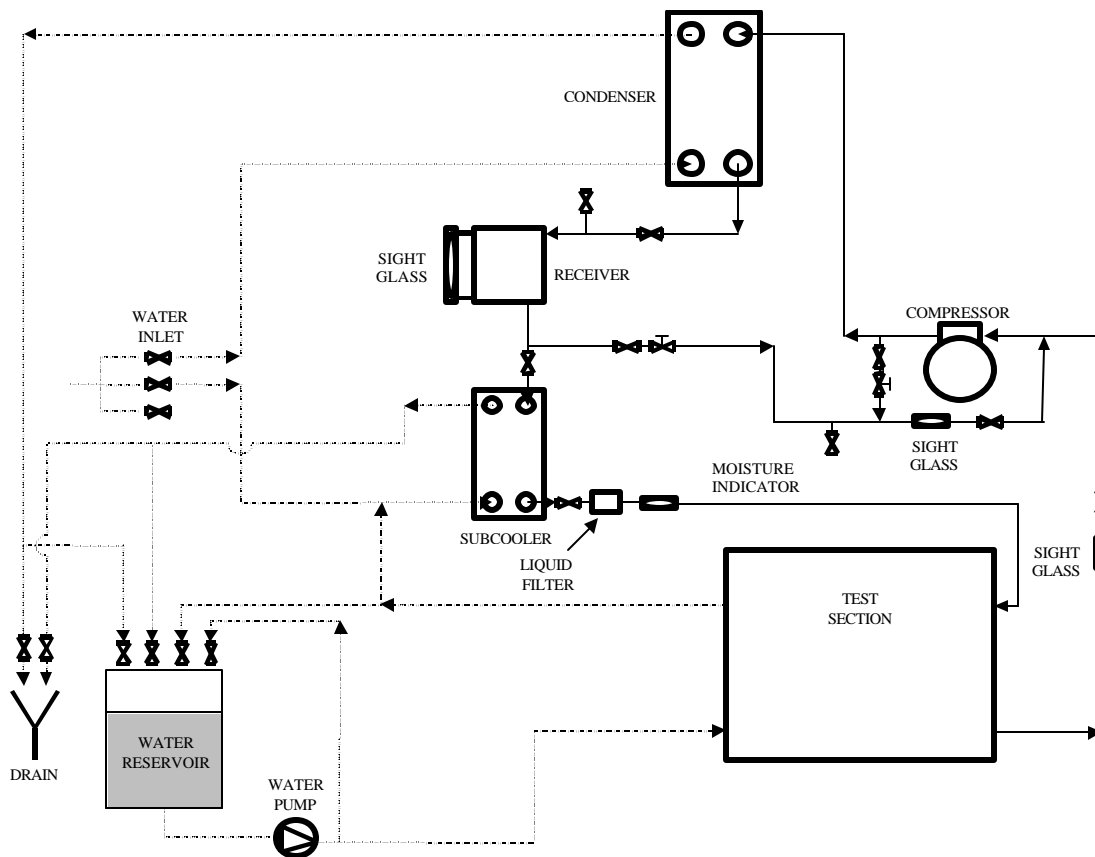 CONDENSER
SIGHT
GLASS
RECEIVER
COMPRESSOR
WATER
INLET
SIGHT
GLASS
MOISTURE
INDICATOR
SUBCOOLER
LIQUID
FILTER
SIGHT
GLASS
TEST
SECTION
WATER
RESERVOIR
DRAIN
WATER
PUMP